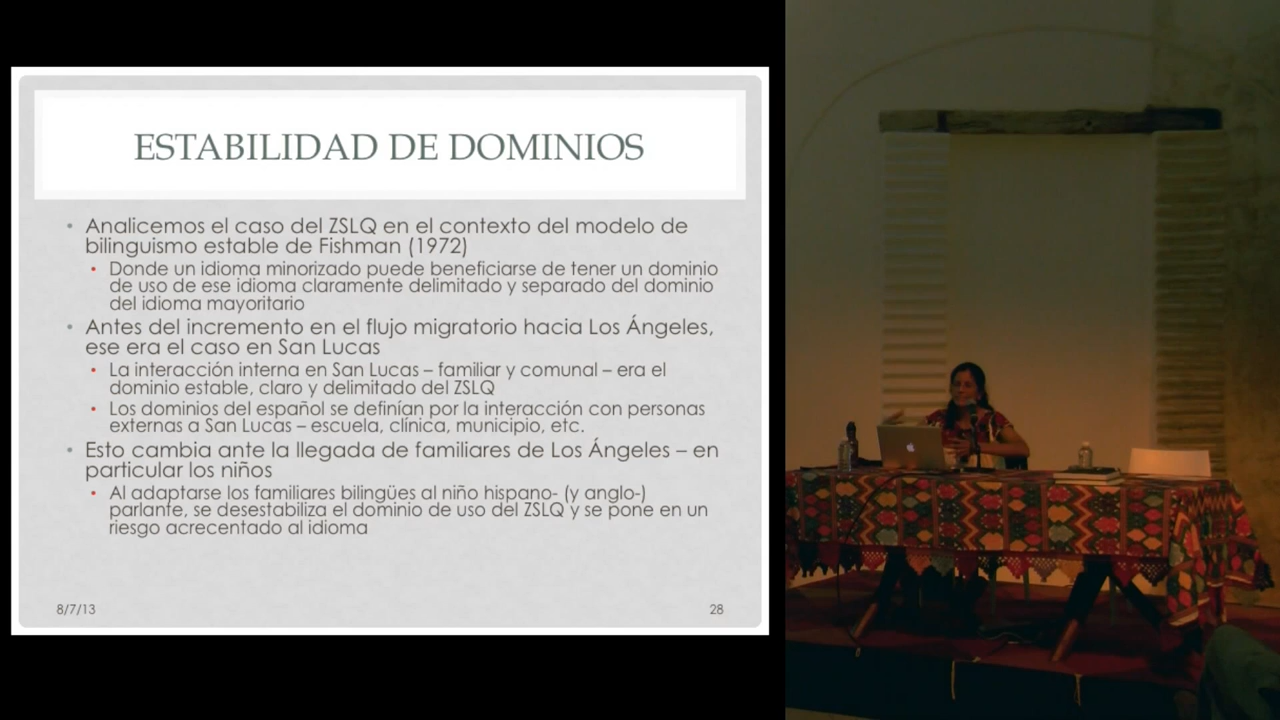 ESTABILIDAD DE DOMINIOS
• Analicemos el caso del ZSLQ en el contexto del modelo de
bilinguismo estable de Fishman (1972)
• Donde un idioma minorizado puede beneficiarse de tener un dominio
de uso de ese idioma claramente delimitado y separado del dominio
del idioma mayoritario
• Antes del incremento en el flujo migratorio hacia Los Ángeles,
ese era el caso en San Lucas
• La interacción interna en San Lucas – familiar y comunal – era el
dominio estable, claro y delimitado del ZSLQ
• Los dominios del español se definían por la interacción con personas
externas a San Lucas – escuela, clínica, municipio, etc.
• Esto cambia ante la llegada de familiares de Los Ángeles – en
particular los niños
• Al adaptarse los familiares bilingües al niño hispano- (y anglo-)
parlante, se desestabiliza el dominio de uso del ZSLQ y se pone en un
riesgo acrecentado al idioma
8/7/13
28